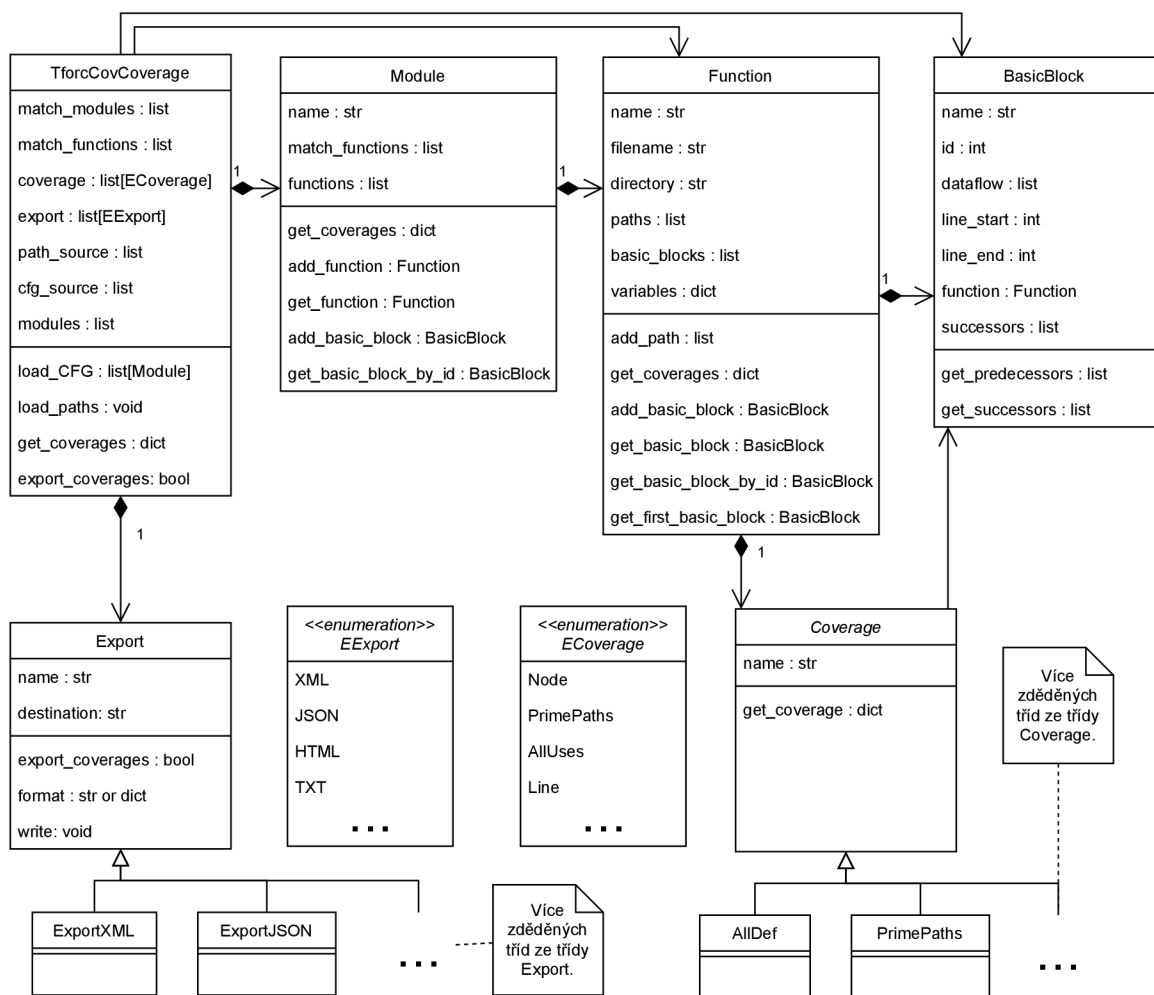 TforcCovCoverage
match_modules : list
match_functions : list
coverage : list[ECoverage]
export : list[EExport]
path_source : list
cfg_source : list
modules : list
load_CFG : list[Module]
load_paths : void
get_coverages : dict
export_coverages: bool
1
1
Module
name : str
match_functions : list
functions : list
get_coverages : dict
add_function : Function
get_function : Function
add_basic_block : BasicBlock
get_basic_block_by_id : BasicBlock
1
Function
name : str
filename : str
directory : str
paths : list
basic_blocks : list
variables : dict
add_path : list
get_coverages : dict
add_basic_block : BasicBlock
get_basic_block : BasicBlock
get_basic_block_by_id : BasicBlock
get_first_basic_block : BasicBlock
1
1
BasicBlock
name : str
id : int
dataflow : list
line_start : int
line_end : int
function : Function
successors : list
get_predecessors : list
get_successors : list
Export
name : str
destination: str
export_coverages : bool
format : str or dict
write: void
<<enumeration>>
EExport
XML
JSON
HTML
TXT
...
<<enumeration>>
ECoverage
Node
PrimePaths
AllUses
Line
...
Coverage
name : str
get_coverage : dict
Více
zděděných
tříd ze třídy
Coverage.
ExportXML
ExportJSON
...
Více
zděděných
tříd ze třídy
Export.
AllDef
PrimePaths
...